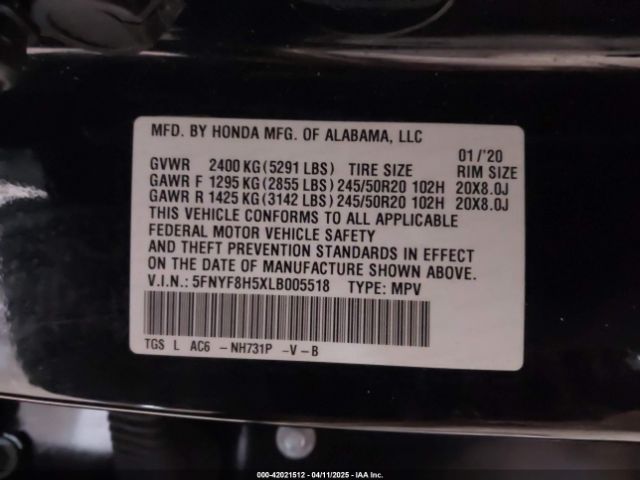 MFD. BY HONDA MFG. OF ALABAMA, LLC
01/'20
GVWR 2400 KG (5291 LBS) TIRE SIZE RIM SIZE
GAWR F 1295 KG (2855 LBS) 245/50R20 102H 20X8.0J
GAWR R 1425 KG (3142 LBS) 245/50R20 102H 20X8.0J
THIS VEHICLE CONFORMS TO ALL APPLICABLE
FEDERAL MOTOR VEHICLE SAFETY
AND THEFT PREVENTION STANDARDS IN EFFECT
ON THE DATE OF MANUFACTURE SHOWN ABOVE.
V.I.N.: 5FNYF8H5XLB005518 TYPE: MPV
TGS L AC6 -NH731P -V-B
000-42021512 - 04/11/2025 - IAA Inc.